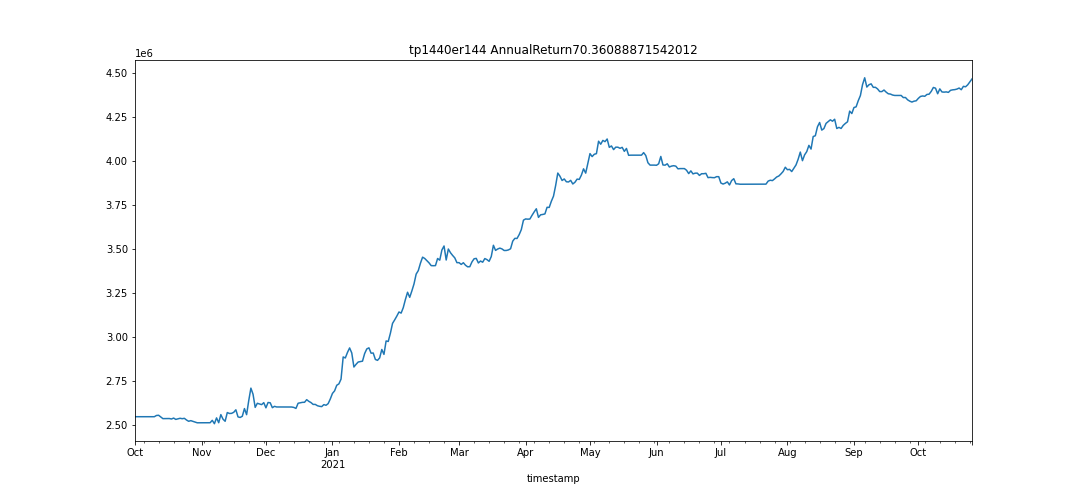 tp1440er144 AnnualReturn70.36088871542012
1e6
4.50
4.25
4.00
3.75
3.50
3.25
3.00
2.75
2.50
Oct Nov Dec Jan Feb Mar Apr May Jun Jul Aug Sep Oct
2021
timestamp